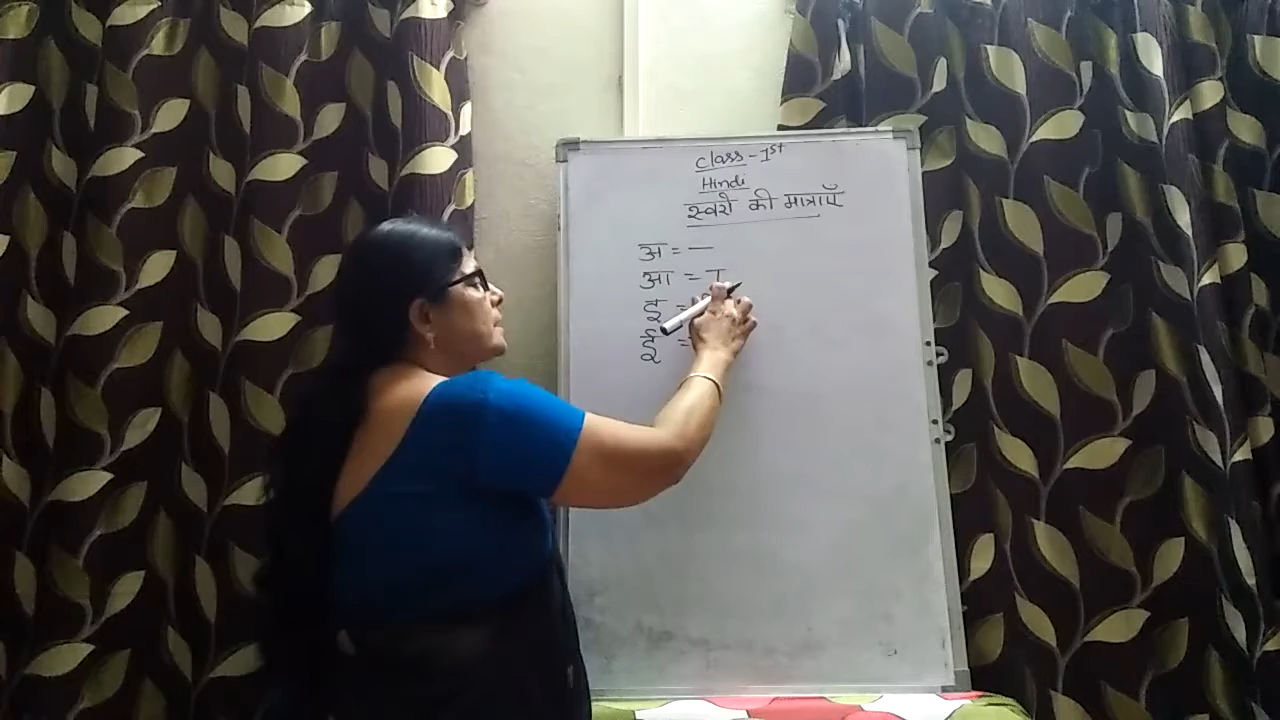 Class - 1st
Hindi
स्वरो की मात्राएँ
अ = —
आ = ा
इ =
ई =